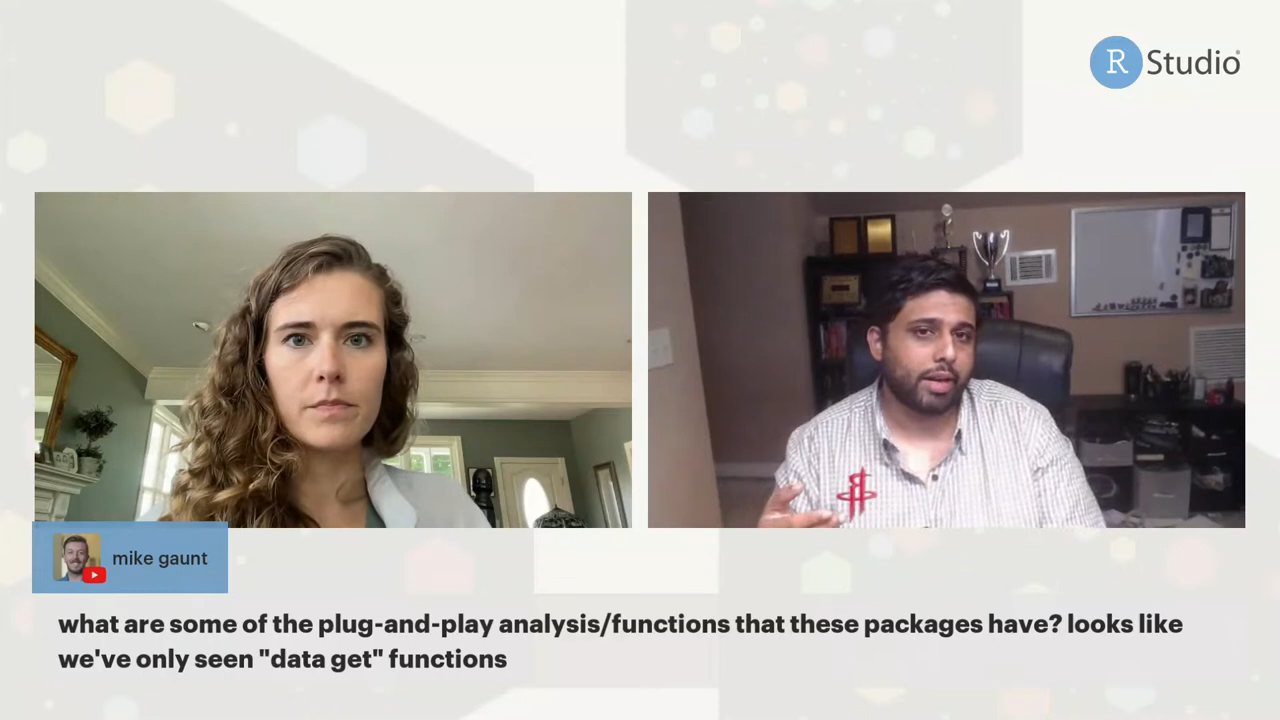 R Studio
mike gaunt
what are some of the plug-and-play analysis/functions that these packages have? looks like
we've only seen "data get" functions